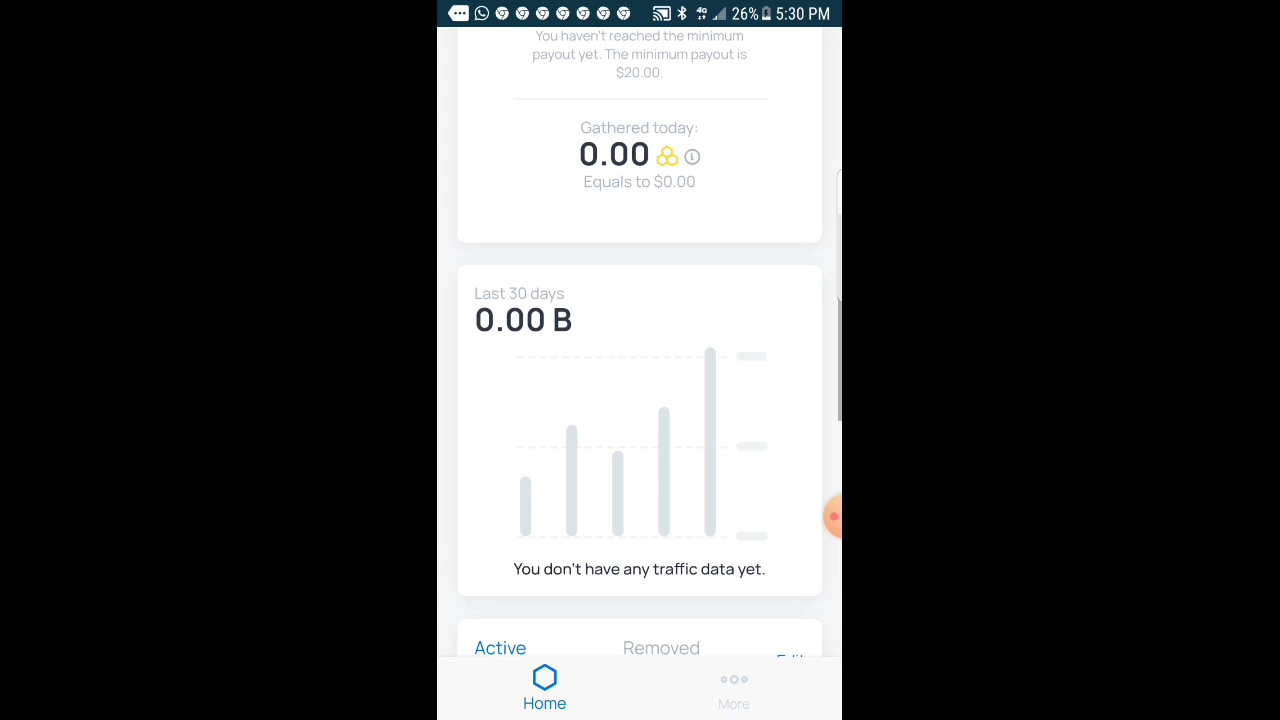 4G 26% 5:30 PM
You haven't reached the minimum
payout yet. The minimum payout is
$20.00.
Gathered today:
0.00
Equals to $0.00
Last 30 days
0.00 B
You don't have any traffic data yet.
Active Removed Edit
Home More